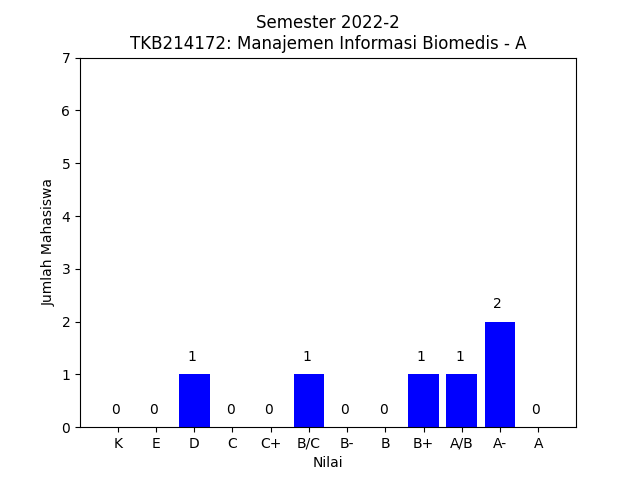 Semester 2022-2
TKB214172: Manajemen Informasi Biomedis - A
7
6
5
4
3
2
1
0
Jumlah Mahasiswa
0 0 1 0 0 1 0 0 1 1 2 0
K E D C C+ B/C B- B B+ A/B A- A
Nilai